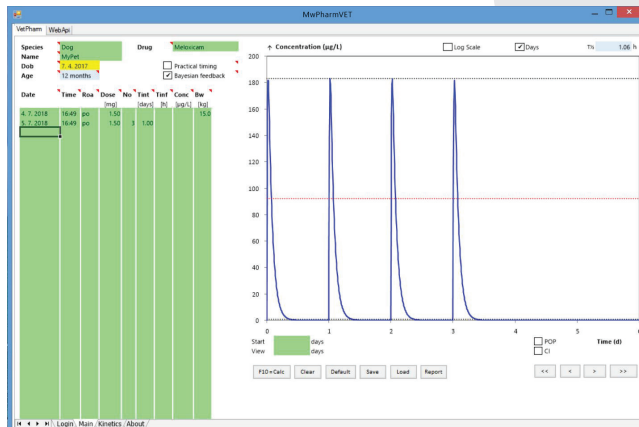 MwPharmVET
VetPharm WebApi
Species Dog Drug Meloxicam
Name MyPet
Dob 7. 4. 2017 Practical timing
Age 12 months Bayesian feedback
Date Time Roa Dose No Tint Tinf Conc Bw
[mg] [days] [h] [µg/L] [kg]
4. 7. 2018 16:49 po 1.50 15.0
5. 7. 2018 16:49 po 1.50 3 1.00
↑ Concentration (µg/L) Log Scale Days T½ 1.06 h
200
180
160
140
120
100
80
60
40
20
0
0 1 2 3 4 5 6
Start days POP Time (d)
View days CI
F10=Calc Clear Default Save Load Report << < > >>
Login Main Kinetics About